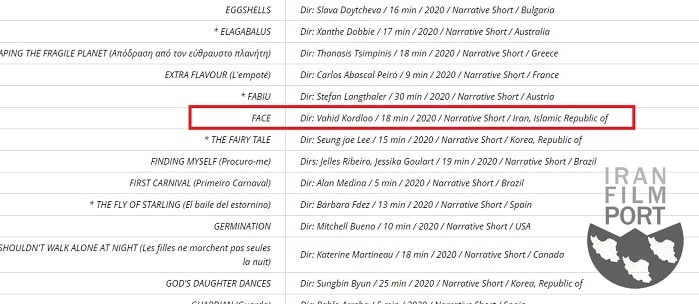 EGGSHELLS Dir: Slava Doytcheva / 16 min / 2020 / Narrative Short / Bulgaria
* ELAGABALUS Dir: Xanthe Dobbie / 17 min / 2020 / Narrative Short / Australia
APING THE FRAGILE PLANET (Απόδραση από τον εύθραυστο πλανήτη) Dir: Thanasis Tsimpinis / 18 min / 2020 / Narrative Short / Greece
EXTRA FLAVOUR (L'empoté) Dir: Carlos Abascal Peiró / 9 min / 2020 / Narrative Short / France
* FABIU Dir: Stefan Langthaler / 30 min / 2020 / Narrative Short / Austria
FACE Dir: Vahid Kordloo / 18 min / 2020 / Narrative Short / Iran, Islamic Republic of
* THE FAIRY TALE Dir: Seung jae Lee / 15 min / 2020 / Narrative Short / Korea, Republic of
FINDING MYSELF (Procuro-me) Dirs: Jelles Ribeiro, Jessika Goulart / 19 min / 2020 / Narrative Short / Brazil
FIRST CARNIVAL (Primeiro Carnaval) Dir: Alan Medina / 5 min / 2020 / Narrative Short / Brazil
* THE FLY OF STARLING (El baile del estornino) Dir: Bárbara Fdez / 13 min / 2020 / Narrative Short / Spain
GERMINATION Dir: Mitchell Bueno / 10 min / 2020 / Narrative Short / USA
SHOULDN'T WALK ALONE AT NIGHT (Les filles ne marchent pas seules
la nuit) Dir: Katerine Martineau / 18 min / 2020 / Narrative Short / Canada
GOD'S DAUGHTER DANCES Dir: Sungbin Byun / 25 min / 2020 / Narrative Short / Korea, Republic of
IRAN
FILM
PORT